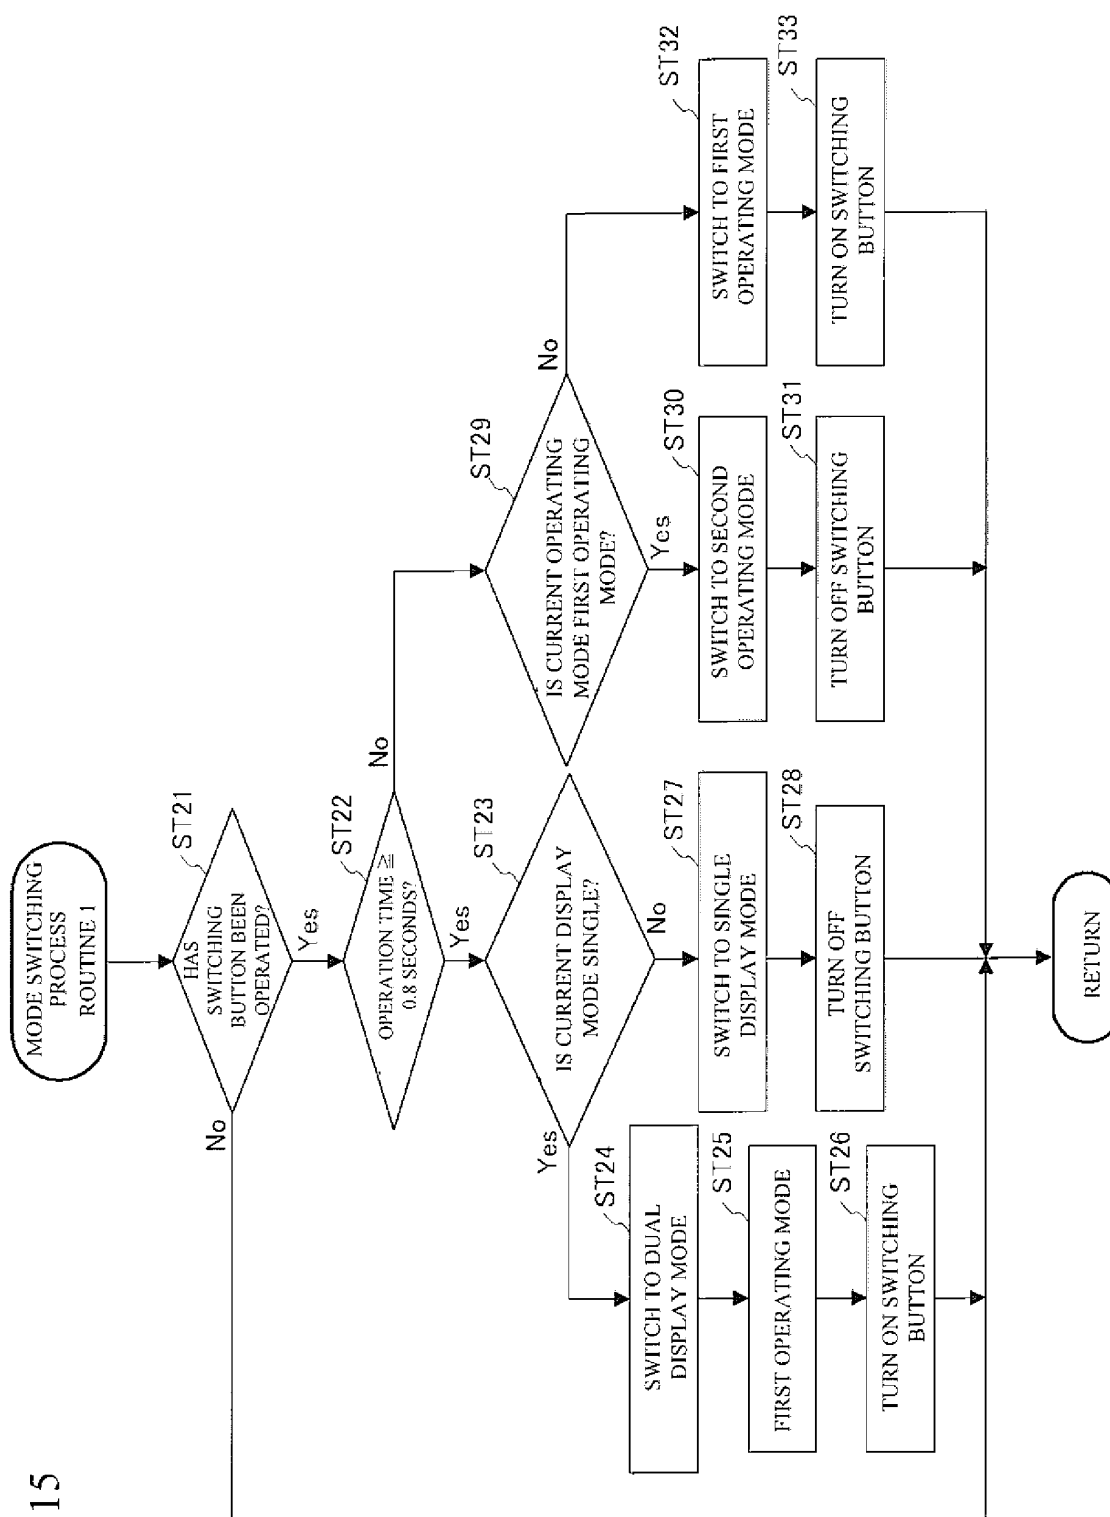 15
MODE SWITCHING
PROCESS
ROUTINE 1
ST21
HAS
SWITCHING
BUTTON BEEN
OPERATED?
No
Yes
ST22
OPERATION TIME ≧
0.8 SECONDS?
No
Yes
ST23
IS CURRENT DISPLAY
MODE SINGLE?
Yes
No
ST29
IS CURRENT OPERATING
MODE FIRST OPERATING
MODE?
No
Yes
ST24
SWITCH TO DUAL
DISPLAY MODE
ST25
FIRST OPERATING MODE
ST26
TURN ON SWITCHING
BUTTON
ST27
SWITCH TO SINGLE
DISPLAY MODE
ST28
TURN OFF
SWITCHING BUTTON
ST30
SWITCH TO SECOND
OPERATING MODE
ST31
TURN OFF SWITCHING
BUTTON
ST32
SWITCH TO FIRST
OPERATING MODE
ST33
TURN ON SWITCHING
BUTTON
RETURN